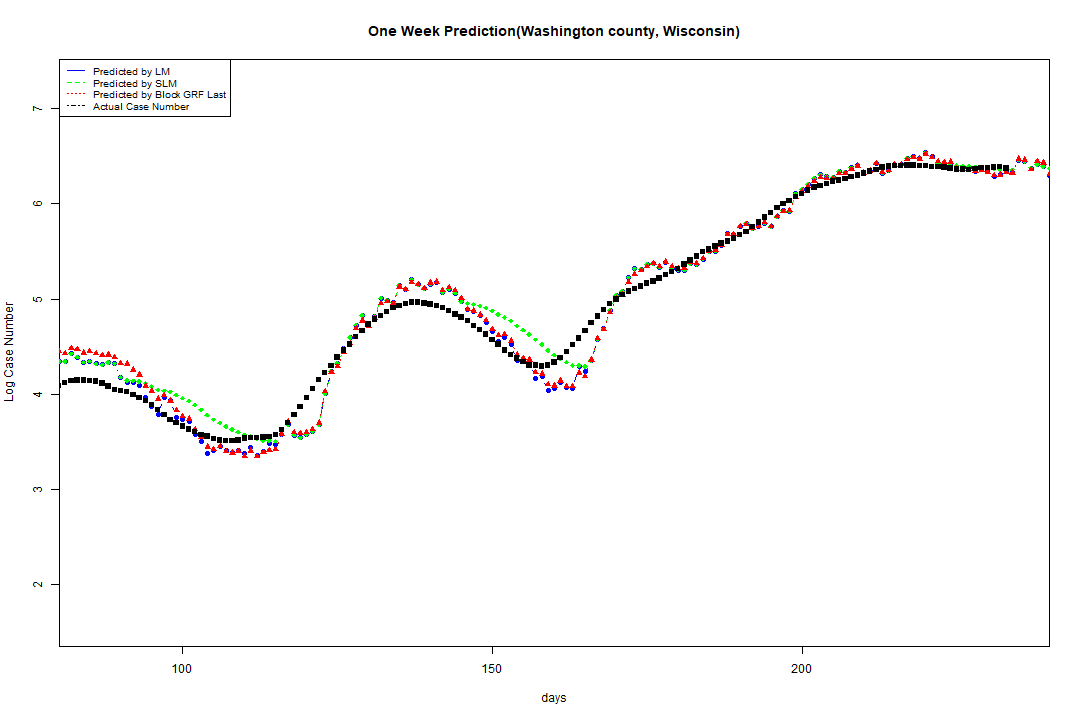 One Week Prediction(Washington county, Wisconsin)
Predicted by LM
Predicted by SLM
Predicted by Block GRF Last
Actual Case Number
7
6
5
4
3
2
Log Case Number
100
150
200
days